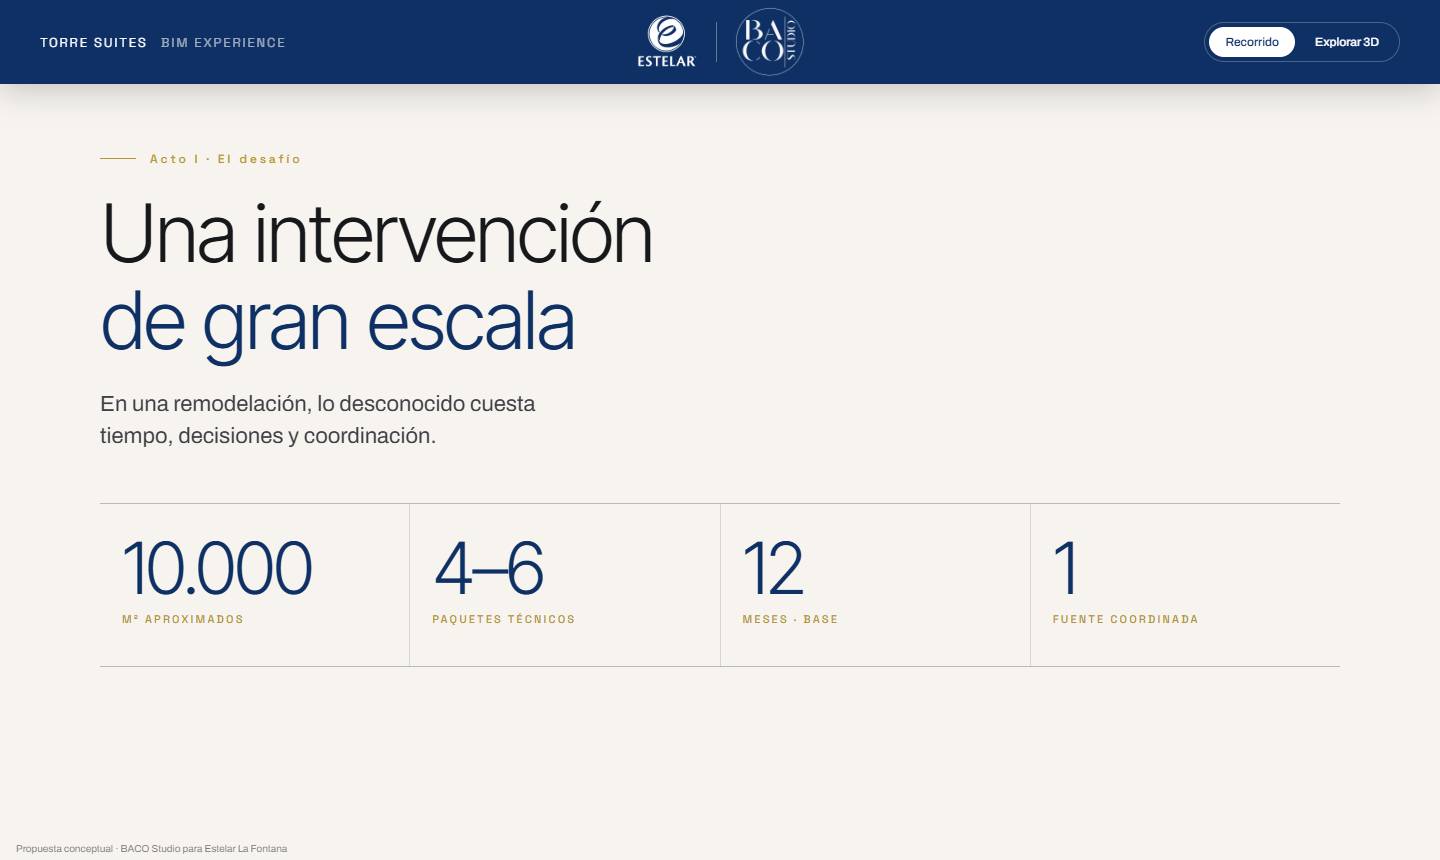 TORRE SUITES BIM EXPERIENCE
ESTELAR
BACO STUDIO
Recorrido
Explorar 3D
Acto I · El desafío
Una intervención
de gran escala
En una remodelación, lo desconocido cuesta
tiempo, decisiones y coordinación.
10.000
M² APROXIMADOS
4–6
PAQUETES TÉCNICOS
12
MESES · BASE
1
FUENTE COORDINADA
Propuesta conceptual · BACO Studio para Estelar La Fontana